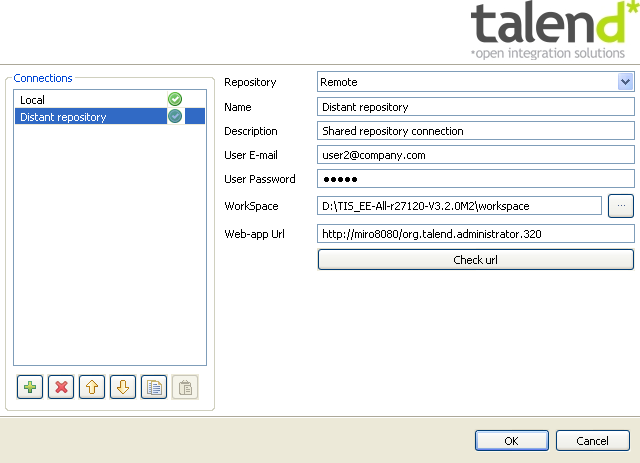 talend*
*open integration solutions
Connections
Local
Distant repository
Repository
Remote
Name
Distant repository
Description
Shared repository connection
User E-mail
user2@company.com
User Password
●●●●●
WorkSpace
D:\TIS_EE-All-r27120-V3.2.0M2\workspace
...
Web-app Url
http://miro8080/org.talend.administrator.320
Check url
OK
Cancel